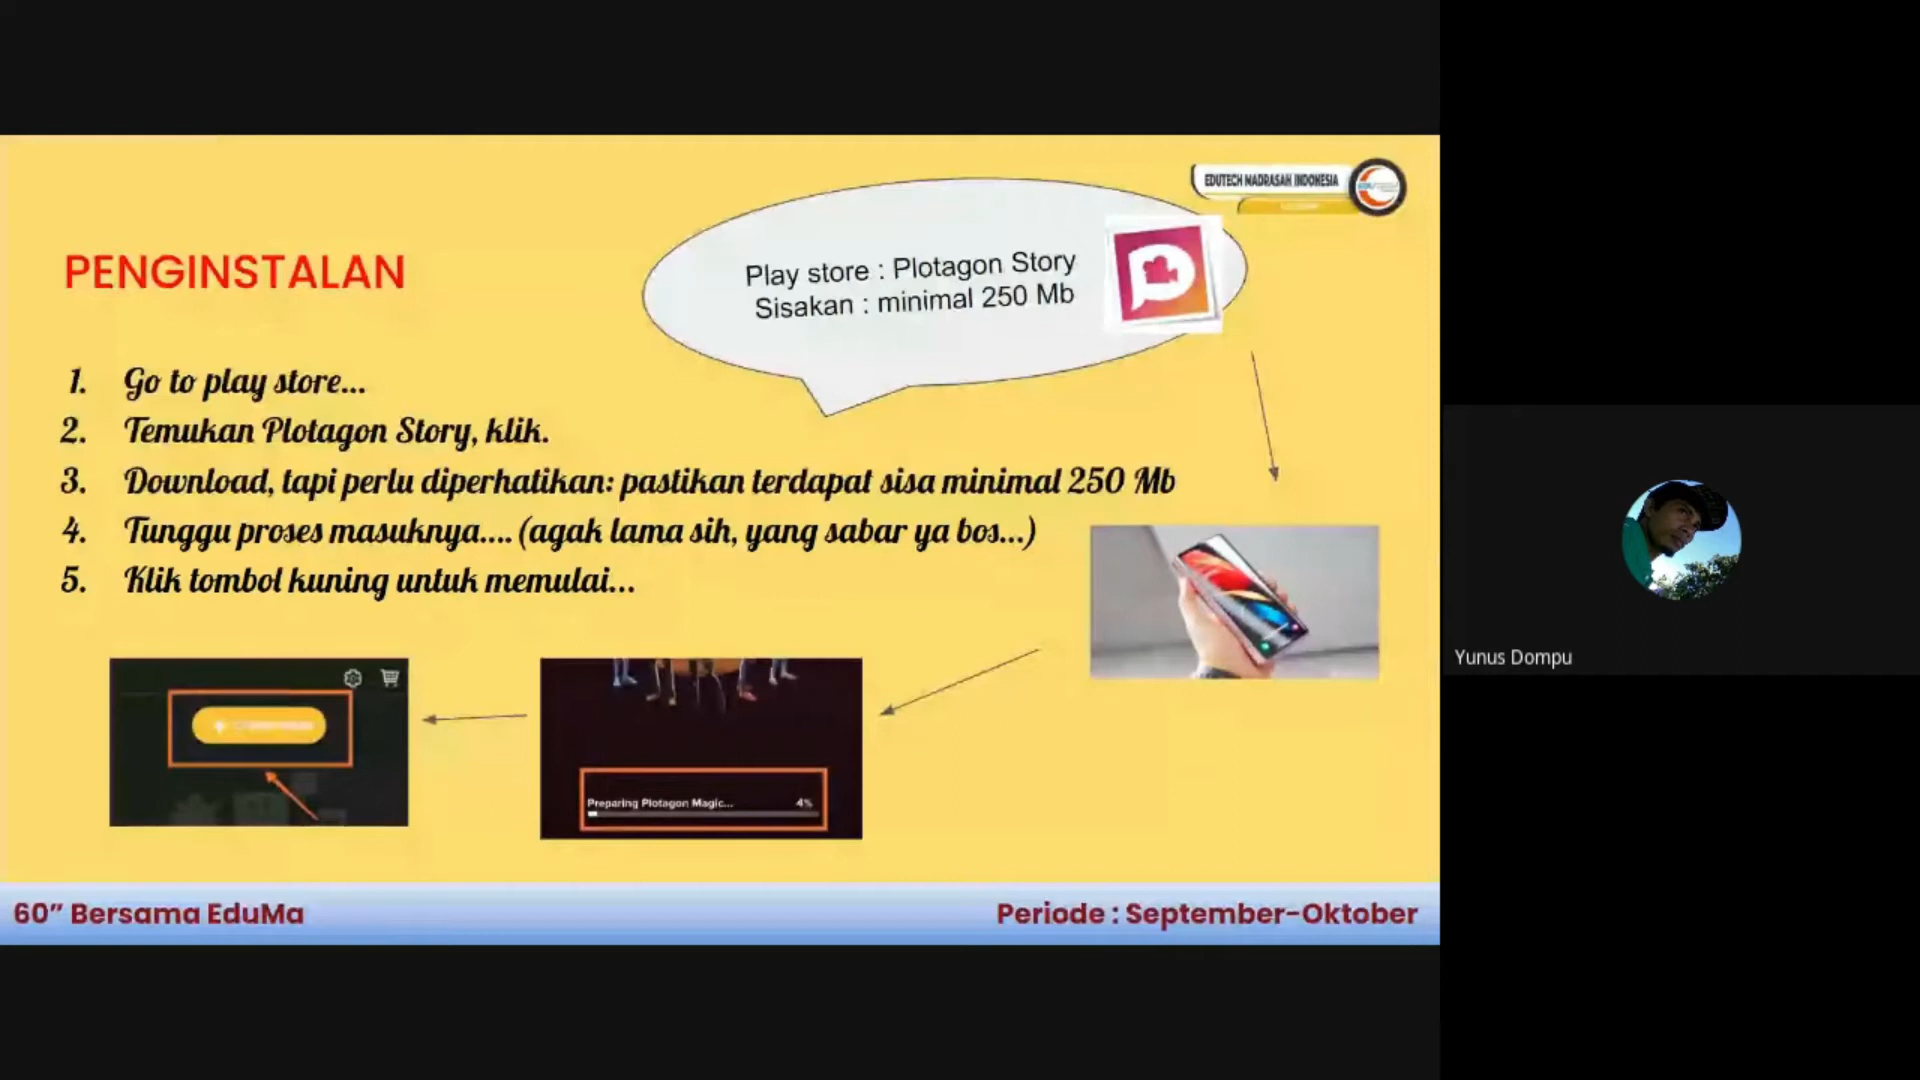 EDUTECH MADRASAH INDONESIA
Play store : Plotagon Story
Sisakan : minimal 250 Mb
PENGINSTALAN
1. Go to play store...
2. Temukan Plotagon Story, klik.
3. Download, tapi perlu diperhatikan: pastikan terdapat sisa minimal 250 Mb
4. Tunggu proses masuknya.... (agak lama sih, yang sabar ya bos...)
5. Klik tombol kuning untuk memulai...
Preparing Plotagon Magic... 4%
60” Bersama EduMa
Periode : September-Oktober
Yunus Dompu